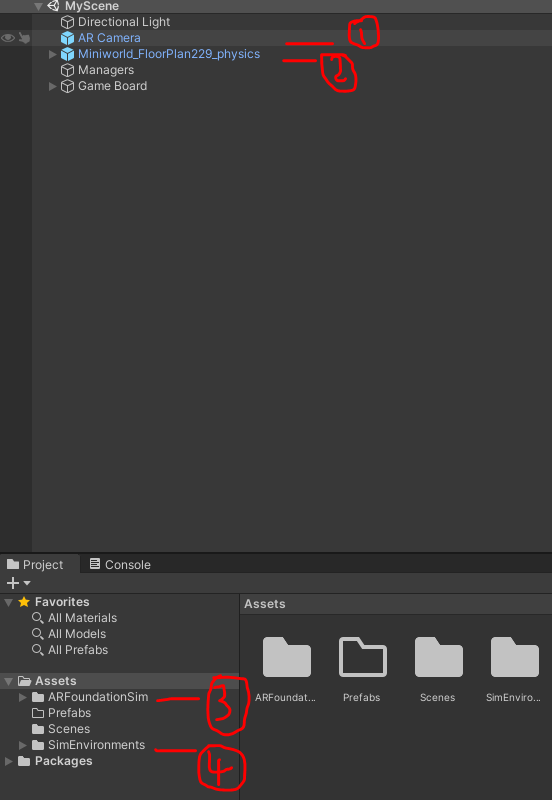 MyScene
Directional Light
AR Camera 1
Miniworld_FloorPlan229_physics 2
Managers
Game Board
Project Console
Favorites
All Materials
All Models
All Prefabs
Assets
ARFoundationSim 3
Prefabs
Scenes
SimEnvironments 4
Packages
Assets
ARFoundat... Prefabs Scenes SimEnviro...